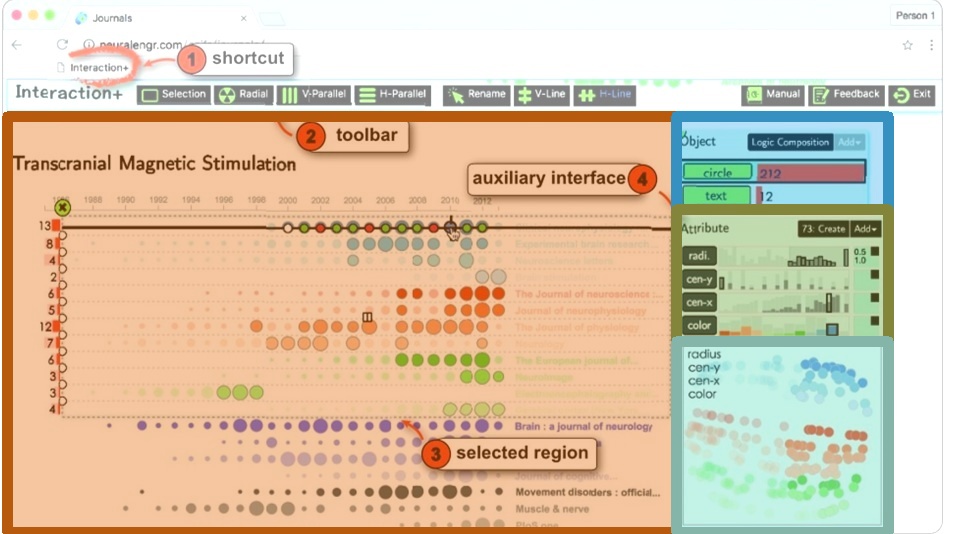 Journals
Person 1
Interaction+
1 shortcut
Interaction+
Selection Radial V-Parallel H-Parallel Rename V-Line H-Line Manual Feedback Exit
2 toolbar
Transcranial Magnetic Stimulation
auxiliary interface 4
1988 1990 1992 1994 1996 1998 2000 2002 2004 2006 2008 2010 2012
13
8 Experimental brain research...
4
2
6 The Journal of neuroscience :...
5 Journal of neurophysiology
12 The Journal of physiology
7 Neurology
6 The European journal of...
3
3
4
Brain : a journal of neurology
3 selected region
Journal of cognitive...
Movement disorders : official...
Muscle & nerve
PloS one
Object Logic Composition Add
circle 212
text 12
Attribute 73: Create Add
radi. 0.5
1.0
cen-y
cen-x
color
radius
cen-y
cen-x
color